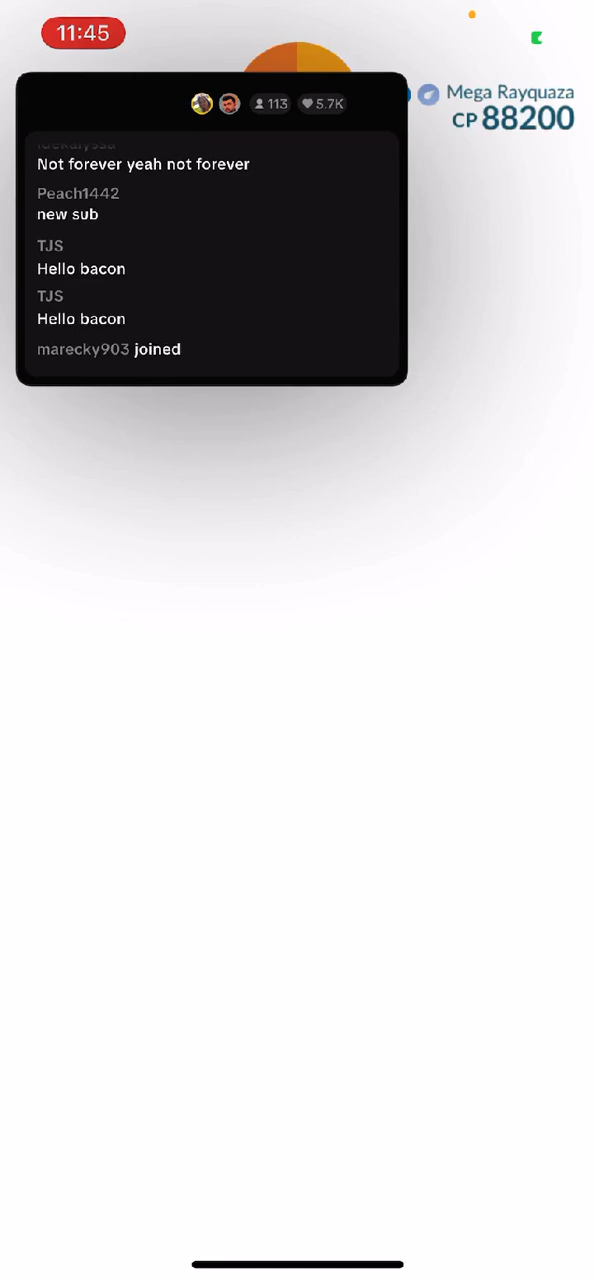 11:45
Mega Rayquaza
CP 88200
113 5.7K
Not forever yeah not forever
Peach1442
new sub
TJS
Hello bacon
TJS
Hello bacon
marecky903 joined